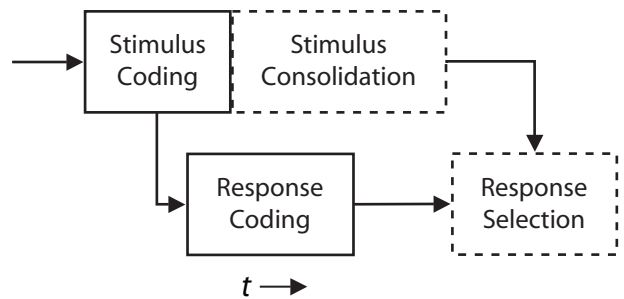 Stimulus
Coding
Stimulus
Consolidation
Response
Coding
Response
Selection
t